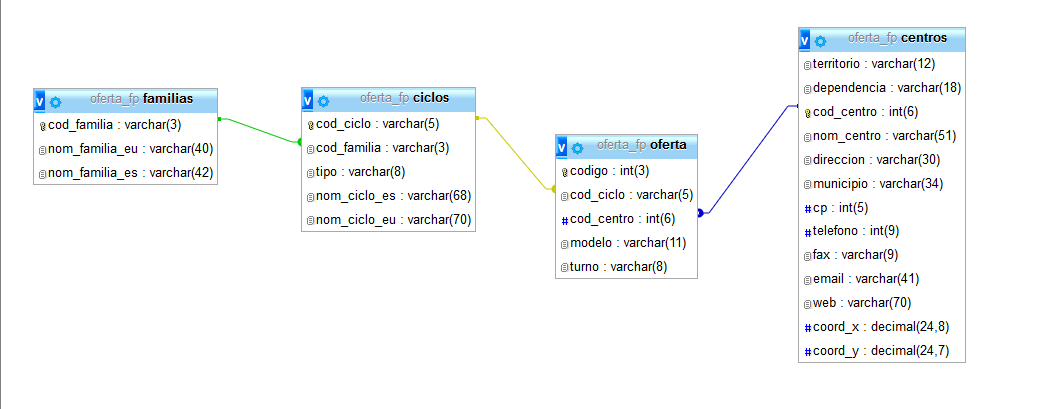 oferta_fp familias
cod_familia : varchar(3)
nom_familia_eu : varchar(40)
nom_familia_es : varchar(42)
oferta_fp ciclos
cod_ciclo : varchar(5)
cod_familia : varchar(3)
tipo : varchar(8)
nom_ciclo_es : varchar(68)
nom_ciclo_eu : varchar(70)
oferta_fp oferta
codigo : int(3)
cod_ciclo : varchar(5)
cod_centro : int(6)
modelo : varchar(11)
turno : varchar(8)
oferta_fp centros
territorio : varchar(12)
dependencia : varchar(18)
cod_centro : int(6)
nom_centro : varchar(51)
direccion : varchar(30)
municipio : varchar(34)
cp : int(5)
telefono : int(9)
fax : varchar(9)
email : varchar(41)
web : varchar(70)
coord_x : decimal(24,8)
coord_y : decimal(24,7)